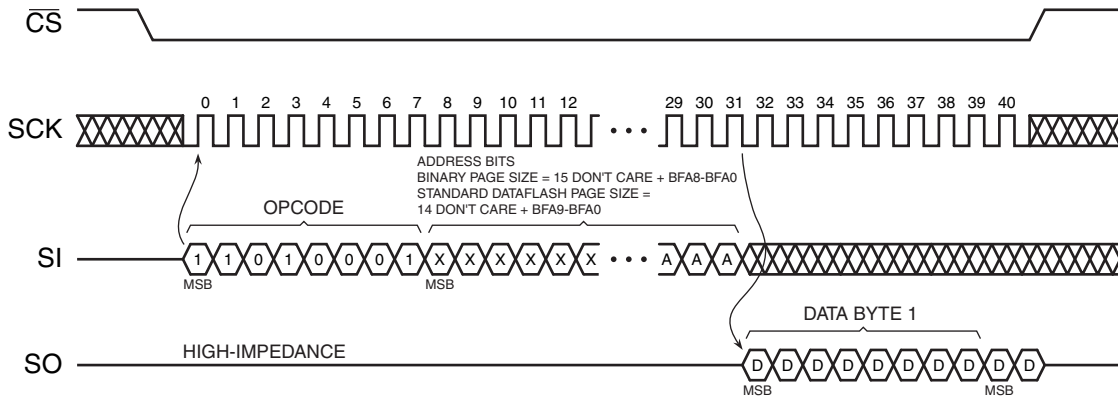 CS
SCK
0 1 2 3 4 5 6 7 8 9 10 11 12 29 30 31 32 33 34 35 36 37 38 39 40
ADDRESS BITS
BINARY PAGE SIZE = 15 DON'T CARE + BFA8-BFA0
STANDARD DATAFLASH PAGE SIZE =
14 DON'T CARE + BFA9-BFA0
OPCODE
SI
1 1 0 1 0 0 0 1 X X X X X X • • • A A A
MSB MSB
DATA BYTE 1
SO
HIGH-IMPEDANCE
D D D D D D D D D D
MSB MSB